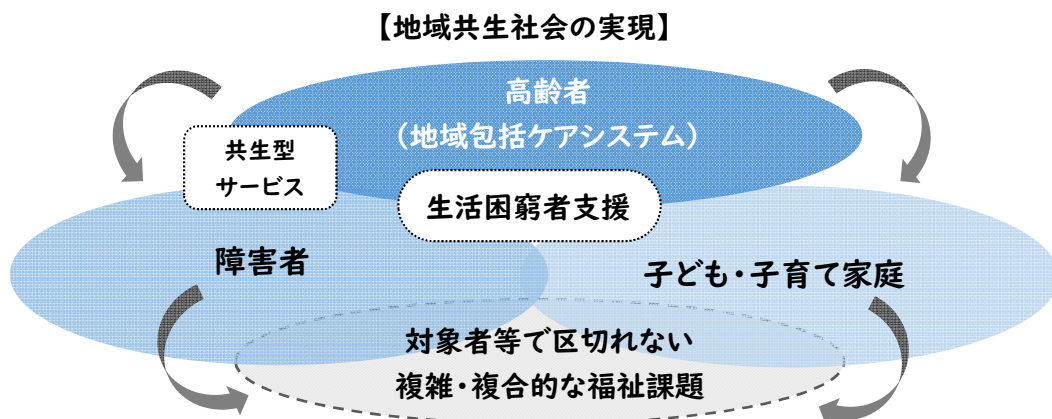 【地域共生社会の実現】
高齢者
（地域包括ケアシステム）
共生型
サービス
生活困窮者支援
障害者
子ども・子育て家庭
対象者等で区切れない
複雑・複合的な福祉課題